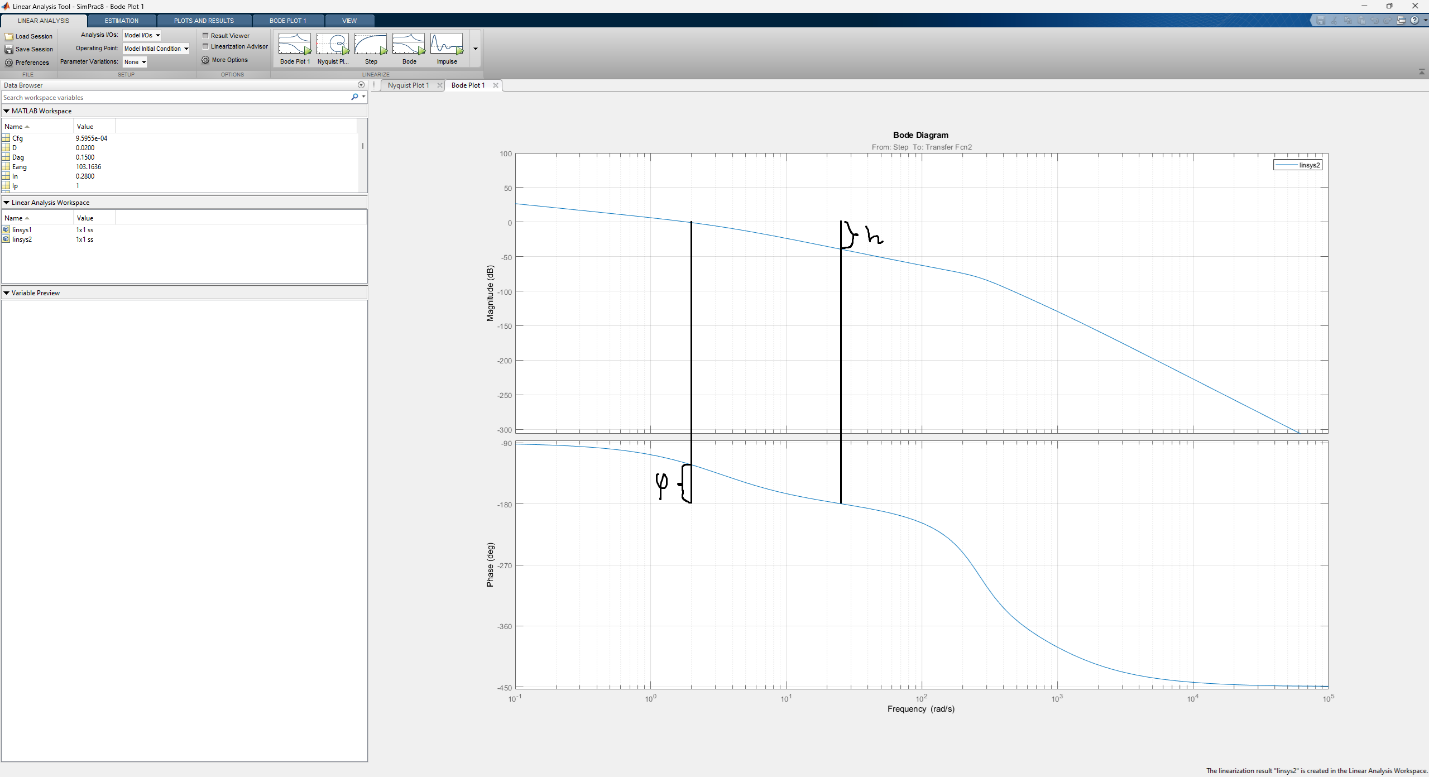 Linear Analysis Tool - SimPrac8 - Bode Plot 1
LINEAR ANALYSIS ESTIMATION PLOTS AND RESULTS BODE PLOT 1 VIEW
Load Session
Save Session
Preferences
FILE
Analysis I/Os: Model I/Os
Operating Point: Model Initial Condition
Parameter Variations: None
SETUP
Result Viewer
Linearization Advisor
More Options
OPTIONS
Bode Plot 1 Nyquist Pl... Step Bode Impulse
LINEARIZE
Data Browser
Search workspace variables
MATLAB Workspace
Name Value
Cfg 9.5955e-04
D 0.0200
Dag 0.1500
Eang 103.1636
In 0.2800
Ip 1
Linear Analysis Workspace
Name Value
linsys1 1x1 ss
linsys2 1x1 ss
Variable Preview
Nyquist Plot 1 Bode Plot 1
Bode Diagram
From: Step To: Transfer Fcn2
linsys2
Magnitude (dB)
100
50
0
-50
-100
-150
-200
-250
-300
h
Phase (deg)
-90
-180
-270
-360
-450
φ
10⁻¹ 10⁰ 10¹ 10² 10³ 10⁴ 10⁵
Frequency (rad/s)
The linearization result "linsys2" is created in the Linear Analysis Workspace.